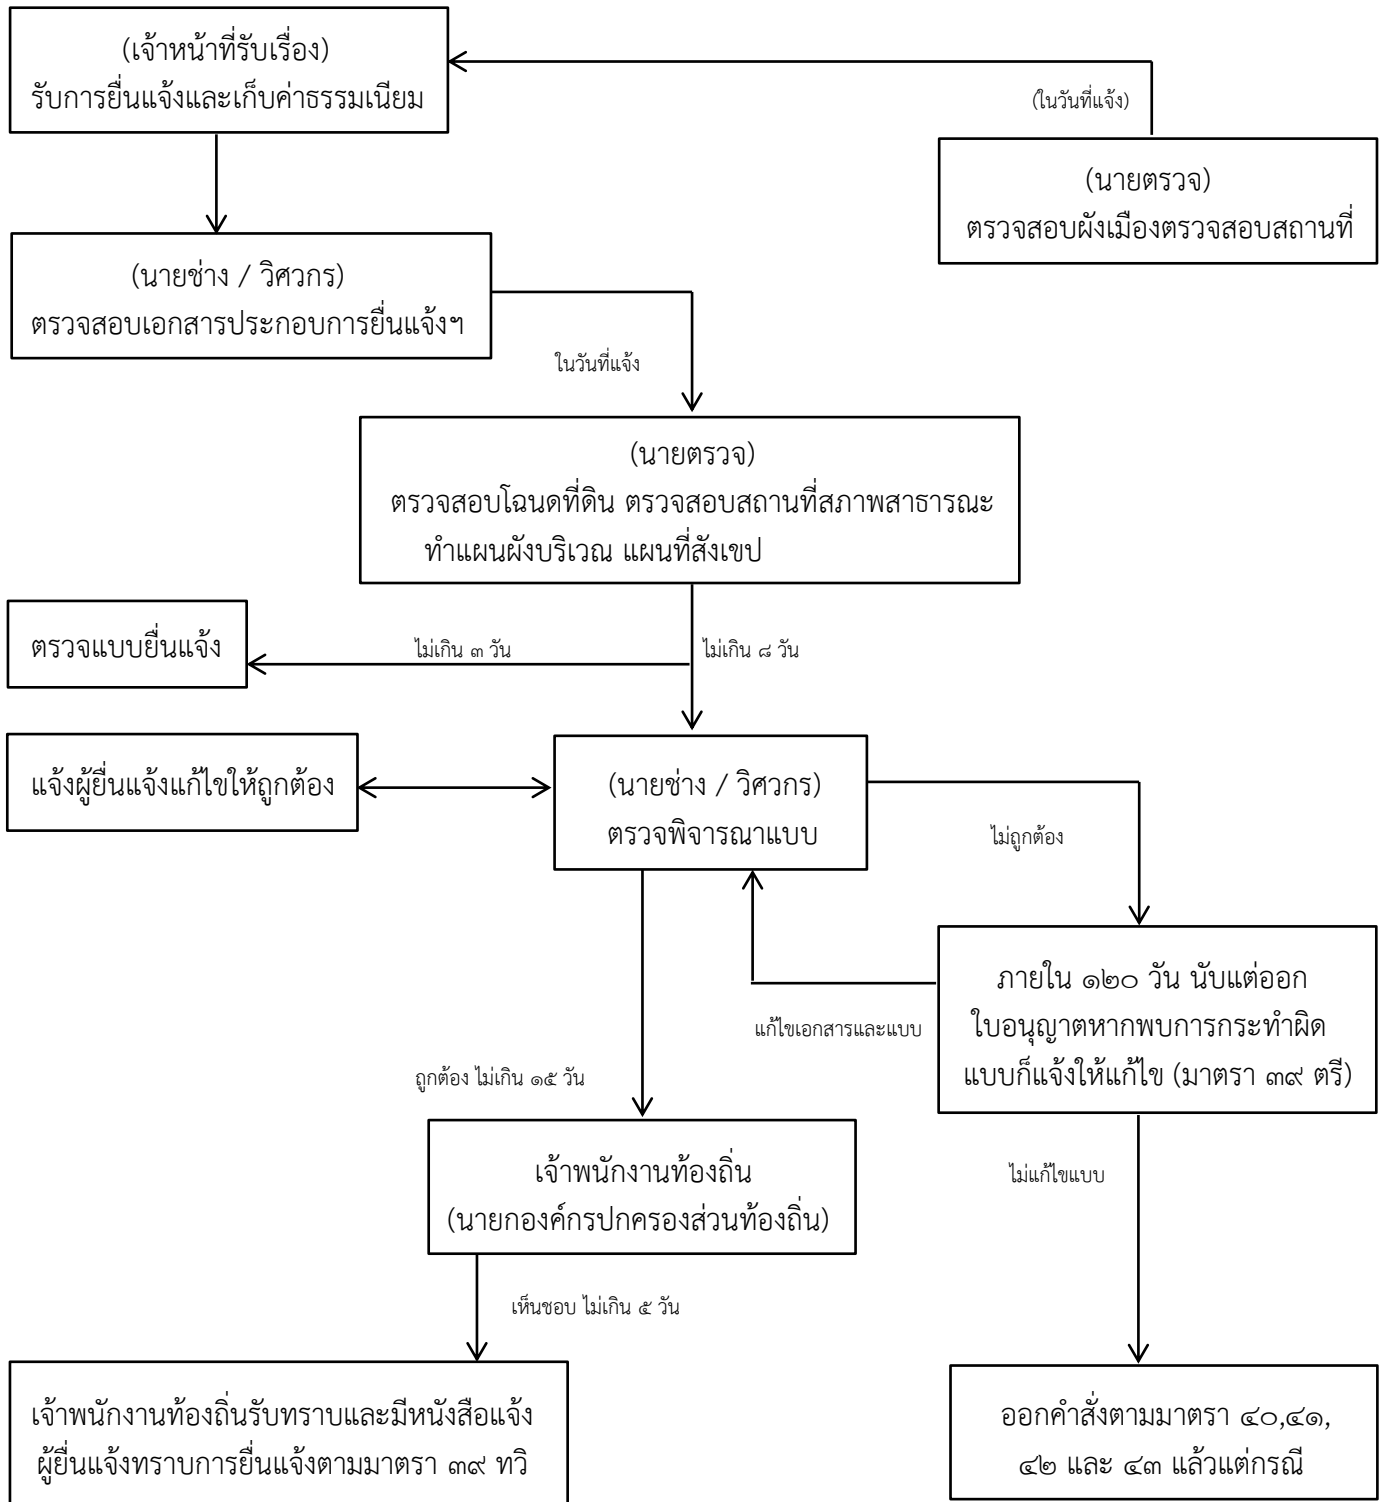 (เจ้าหน้าที่รับเรื่อง)
รับการยื่นแจ้งและเก็บค่าธรรมเนียม
(ในวันที่แจ้ง)
(นายตรวจ)
ตรวจสอบผังเมืองตรวจสอบสถานที่
(นายช่าง / วิศวกร)
ตรวจสอบเอกสารประกอบการยื่นแจ้งฯ
ในวันที่แจ้ง
(นายตรวจ)
ตรวจสอบโฉนดที่ดิน ตรวจสอบสถานที่สภาพสาธารณะ
ทำแผนผังบริเวณ แผนที่สังเขป
ตรวจแบบยื่นแจ้ง
ไม่เกิน ๓ วัน
ไม่เกิน ๘ วัน
แจ้งผู้ยื่นแจ้งแก้ไขให้ถูกต้อง
(นายช่าง / วิศวกร)
ตรวจพิจารณาแบบ
ไม่ถูกต้อง
ภายใน ๑๒๐ วัน นับแต่ออก
ใบอนุญาตหากพบการกระทำผิด
แบบก็แจ้งให้แก้ไข (มาตรา ๓๙ ตรี)
แก้ไขเอกสารและแบบ
ถูกต้อง ไม่เกิน ๑๕ วัน
เจ้าพนักงานท้องถิ่น
(นายกองค์กรปกครองส่วนท้องถิ่น)
ไม่แก้ไขแบบ
เห็นชอบ ไม่เกิน ๕ วัน
เจ้าพนักงานท้องถิ่นรับทราบและมีหนังสือแจ้ง
ผู้ยื่นแจ้งทราบการยื่นแจ้งตามมาตรา ๓๙ ทวิ
ออกคำสั่งตามมาตรา ๔๐,๔๑,
๔๒ และ ๔๓ แล้วแต่กรณี